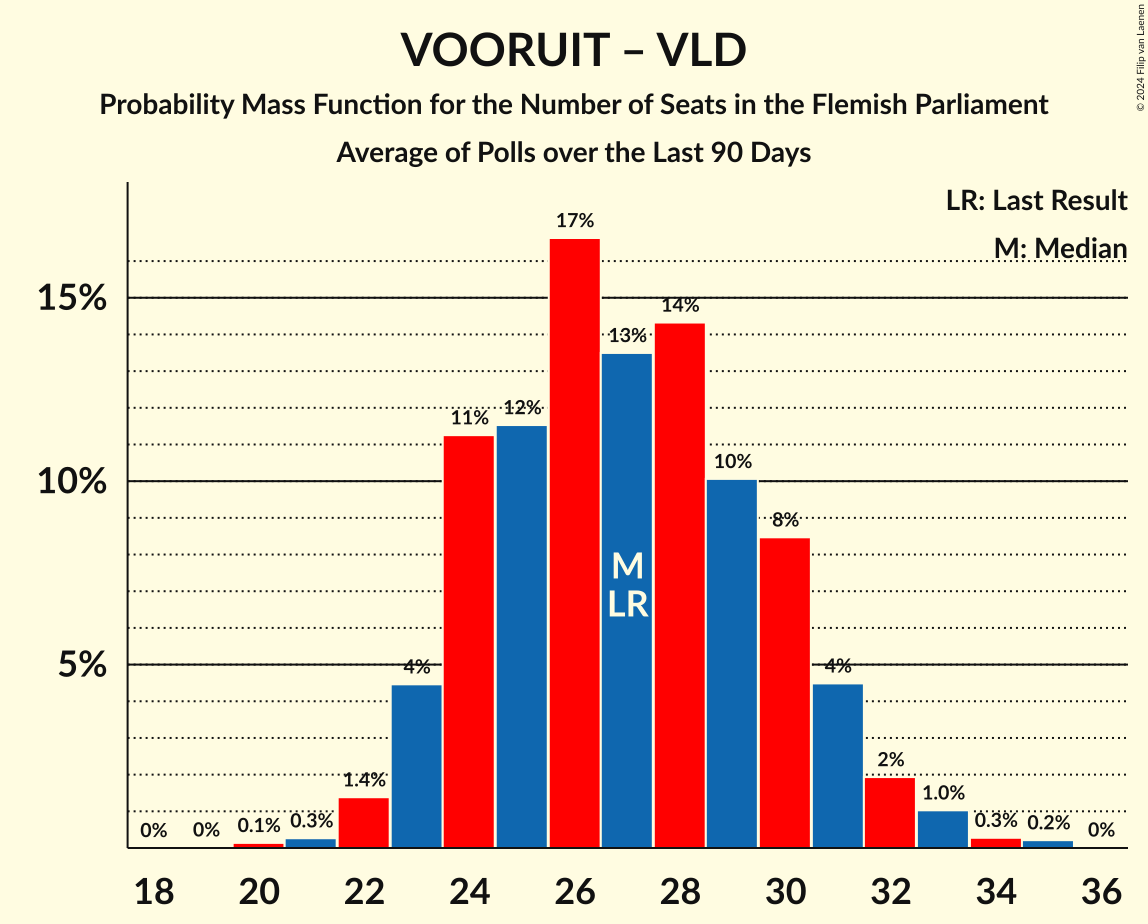 VOORUIT – VLD
Probability Mass Function for the Number of Seats in the Flemish Parliament
Average of Polls over the Last 90 Days
© 2024 Filip van Laenen
LR: Last Result
M: Median
15%
10%
5%
0%
0%
0.1%
0.3%
1.4%
4%
11%
12%
17%
13%
14%
10%
8%
4%
2%
1.0%
0.3%
0.2%
0%
M
LR
18 20 22 24 26 28 30 32 34 36